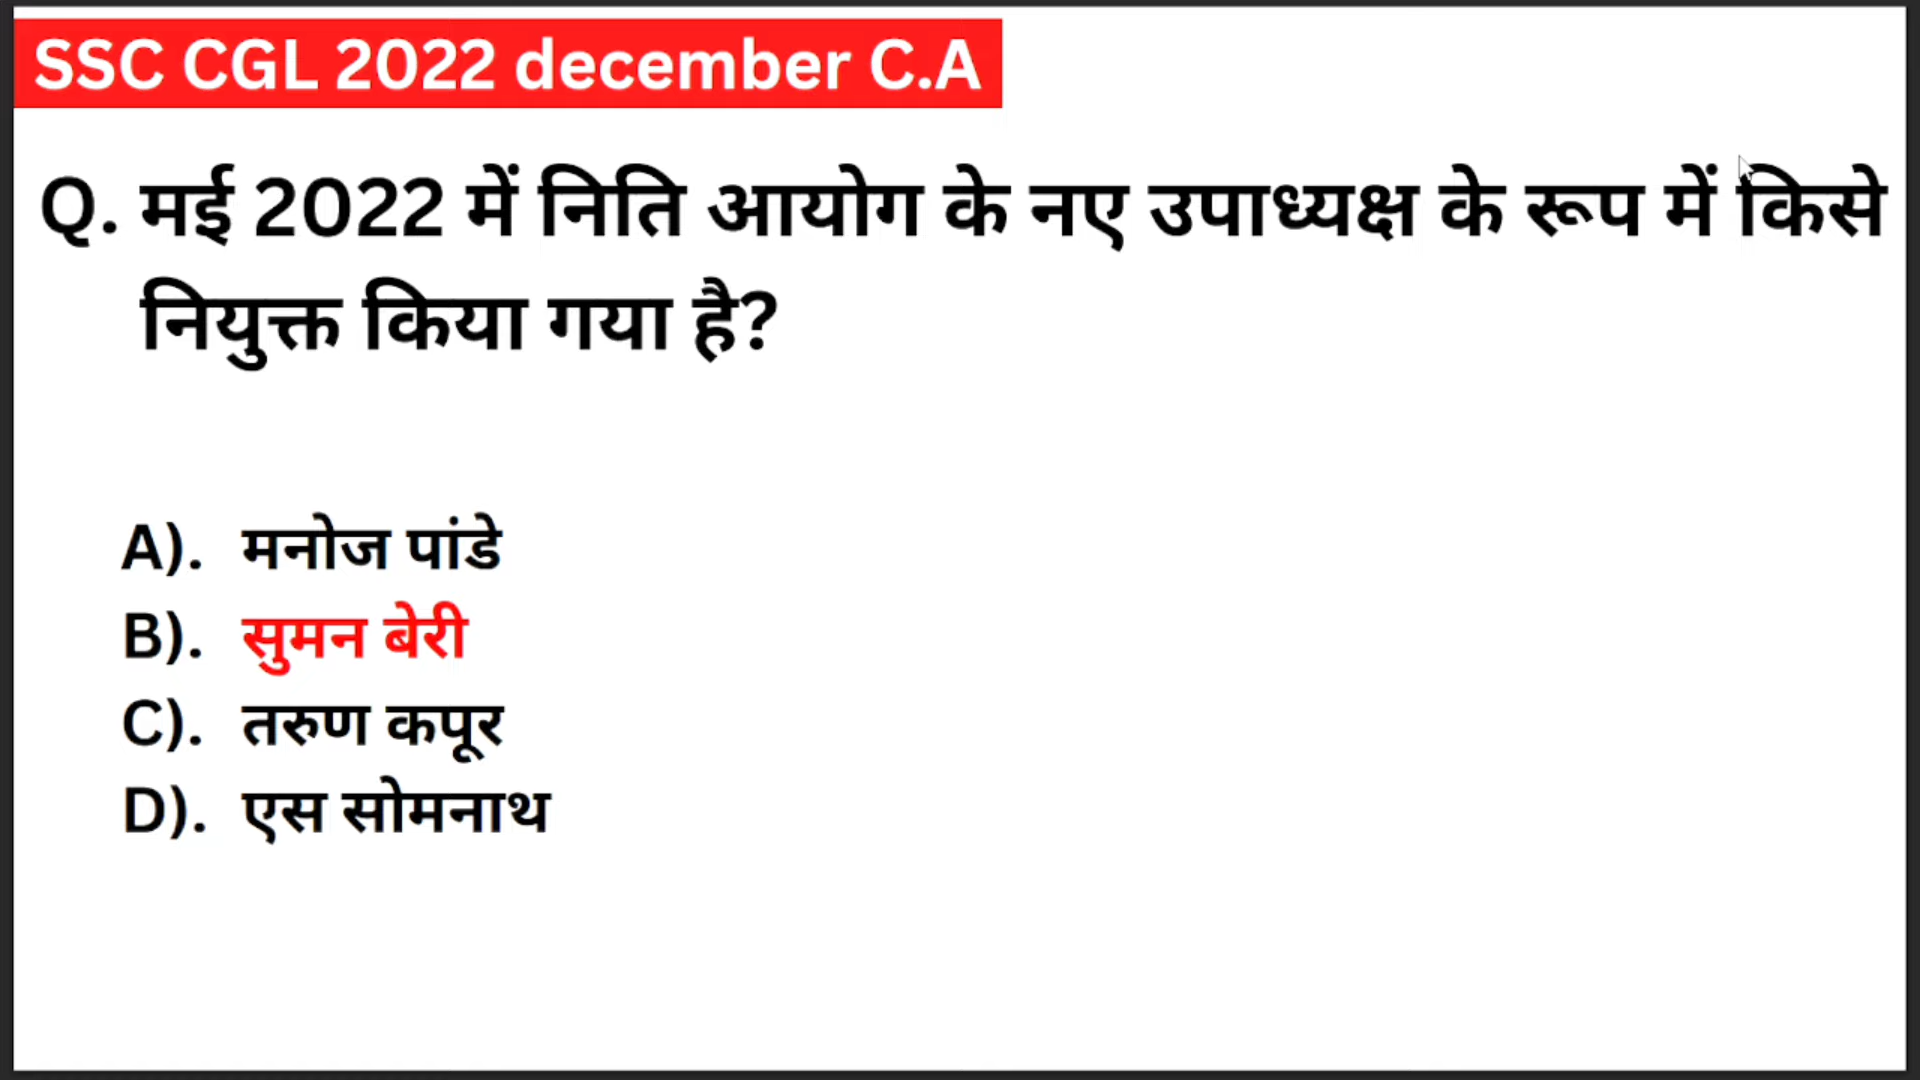 SSC CGL 2022 december C.A
Q. मई 2022 में निति आयोग के नए उपाध्यक्ष के रूप में किसे
नियुक्त किया गया है?
A). मनोज पांडे
B). सुमन बेरी
C). तरुण कपूर
D). एस सोमनाथ